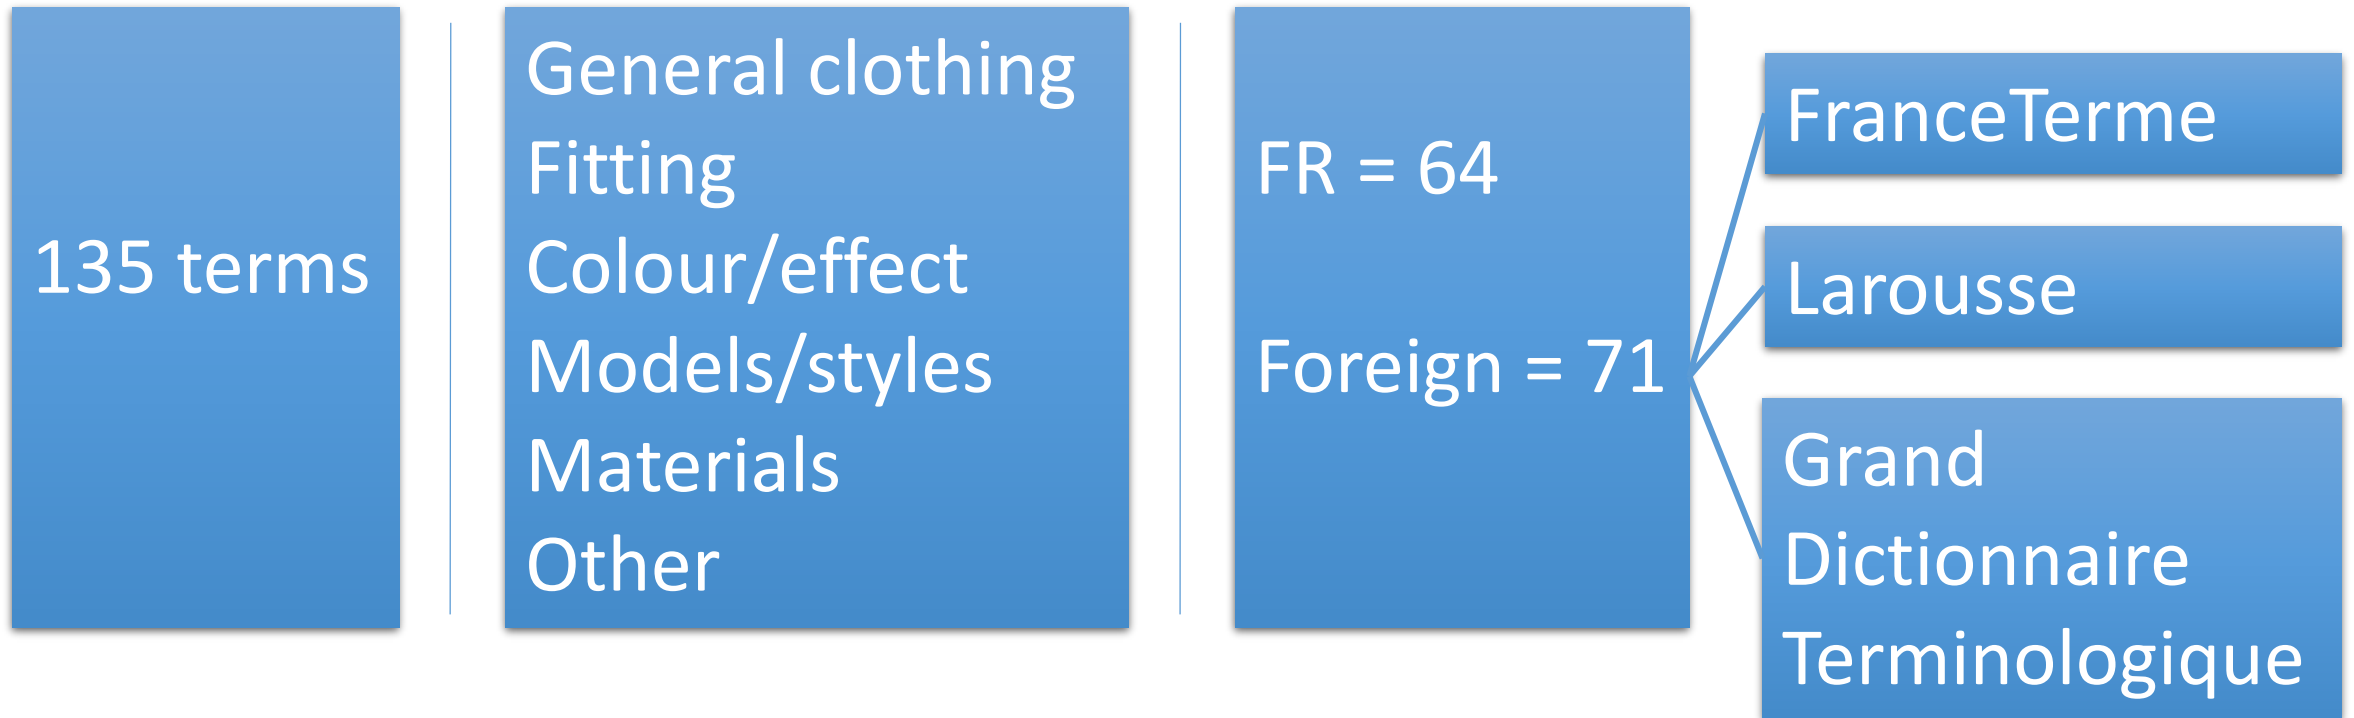 135 terms
General clothing
Fitting
Colour/effect
Models/styles
Materials
Other
FR = 64
Foreign = 71
FranceTerme
Larousse
Grand
Dictionnaire
Terminologique